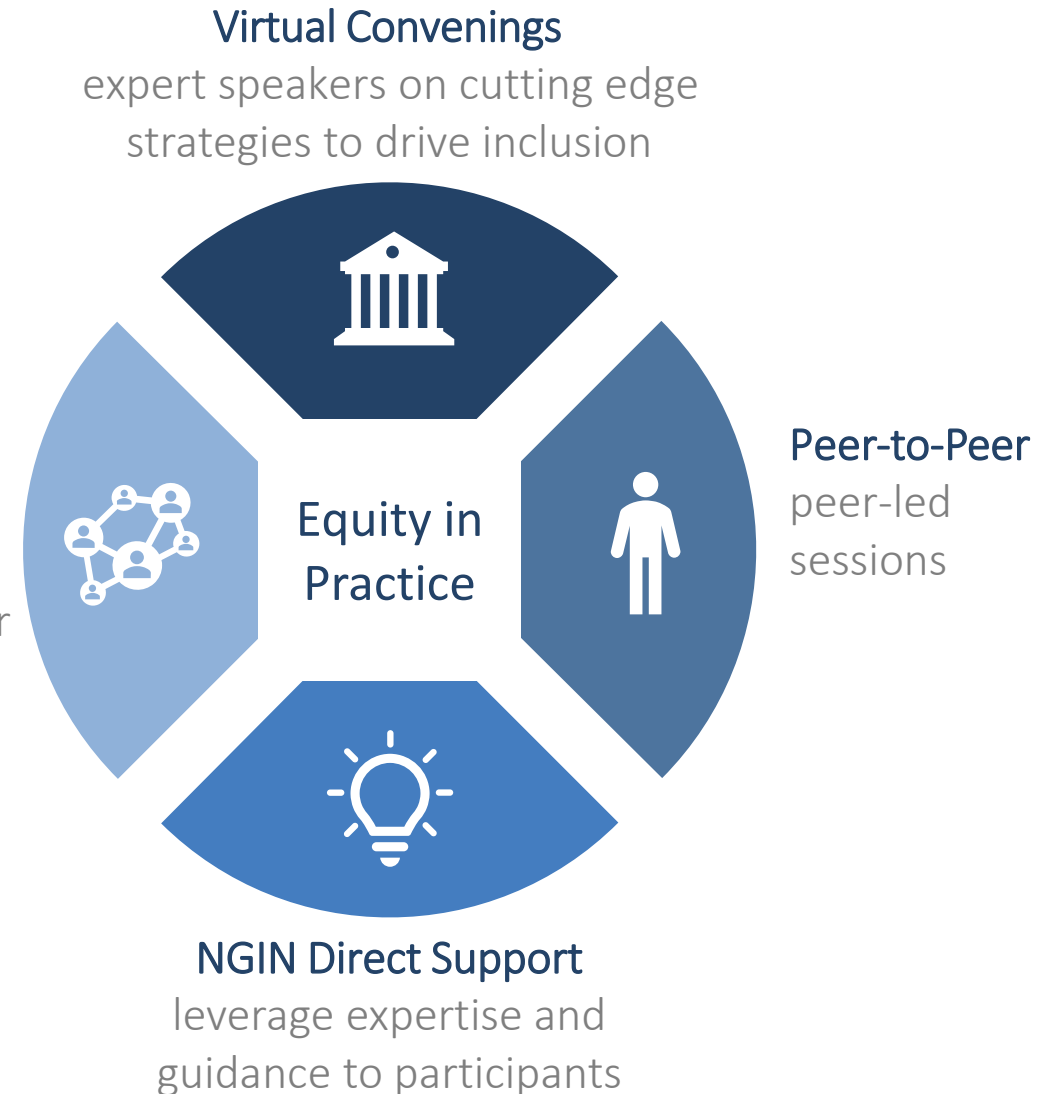 Virtual Convenings
expert speakers on cutting edge
strategies to drive inclusion
Equity in
Practice
Peer-to-Peer
peer-led
sessions
r
NGIN Direct Support
leverage expertise and
guidance to participants